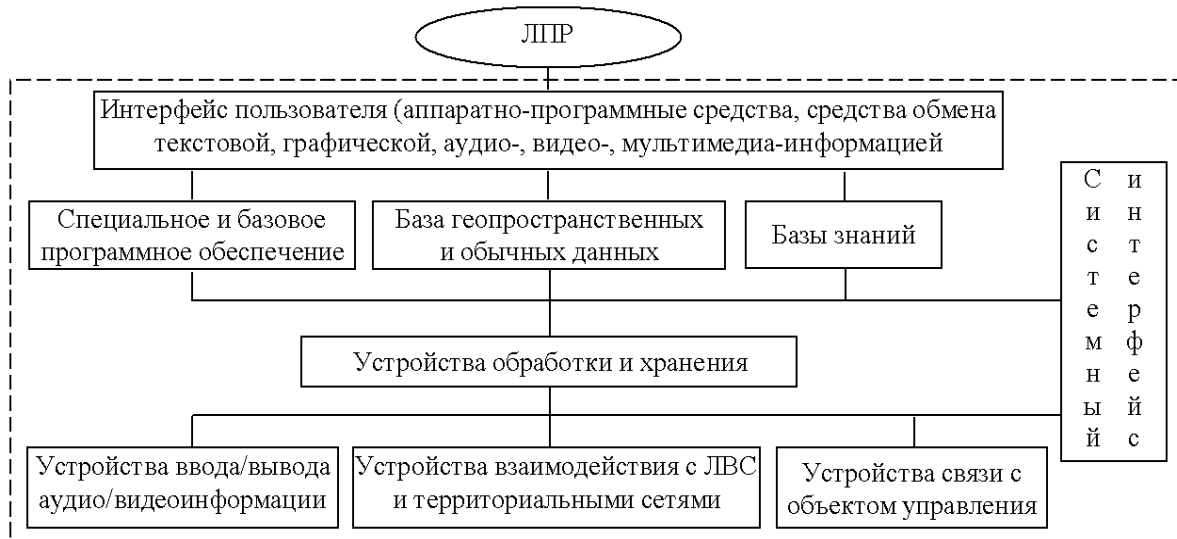 ЛПР
Интерфейс пользователя (аппаратно-программные средства, средства обмена
текстовой, графической, аудио-, видео-, мультимедиа-информацией
Специальное и базовое
программное обеспечение
База геопространственных
и обычных данных
Базы знаний
Системный
интерфейс
Устройства обработки и хранения
Устройства ввода/вывода
аудио/видеоинформации
Устройства взаимодействия с ЛВС
и территориальными сетями
Устройства связи с
объектом управления